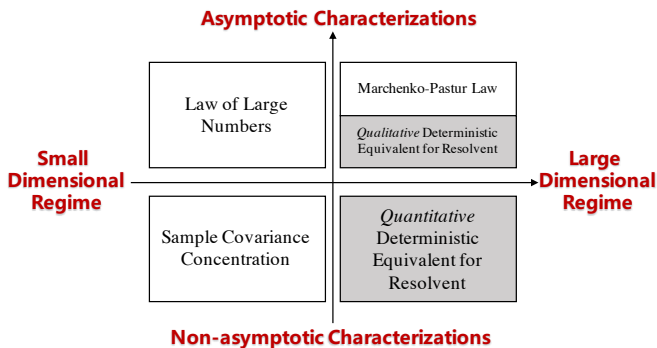 Asymptotic Characterizations
Law of Large
Numbers
Marchenko-Pastur Law
Qualitative Deterministic
Equivalent for Resolvent
Small
Dimensional
Regime
Large
Dimensional
Regime
Sample Covariance
Concentration
Quantitative
Deterministic
Equivalent for
Resolvent
Non-asymptotic Characterizations